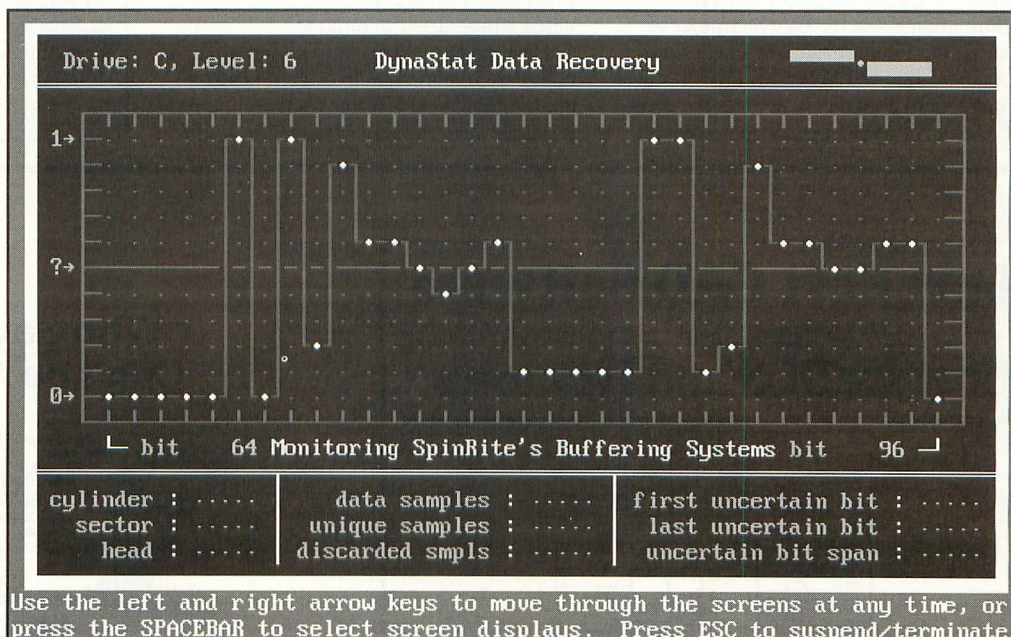 Drive: C, Level: 6 DynaStat Data Recovery
1→
?→
0→
bit 64 Monitoring SpinRite's Buffering Systems bit 96
cylinder : ..... data samples : ..... first uncertain bit : .....
sector : ..... unique samples : ..... last uncertain bit : .....
head : ..... discarded smpls : ..... uncertain bit span : .....
Use the left and right arrow keys to move through the screens at any time, or
press the SPACEBAR to select screen displays. Press ESC to suspend/terminate